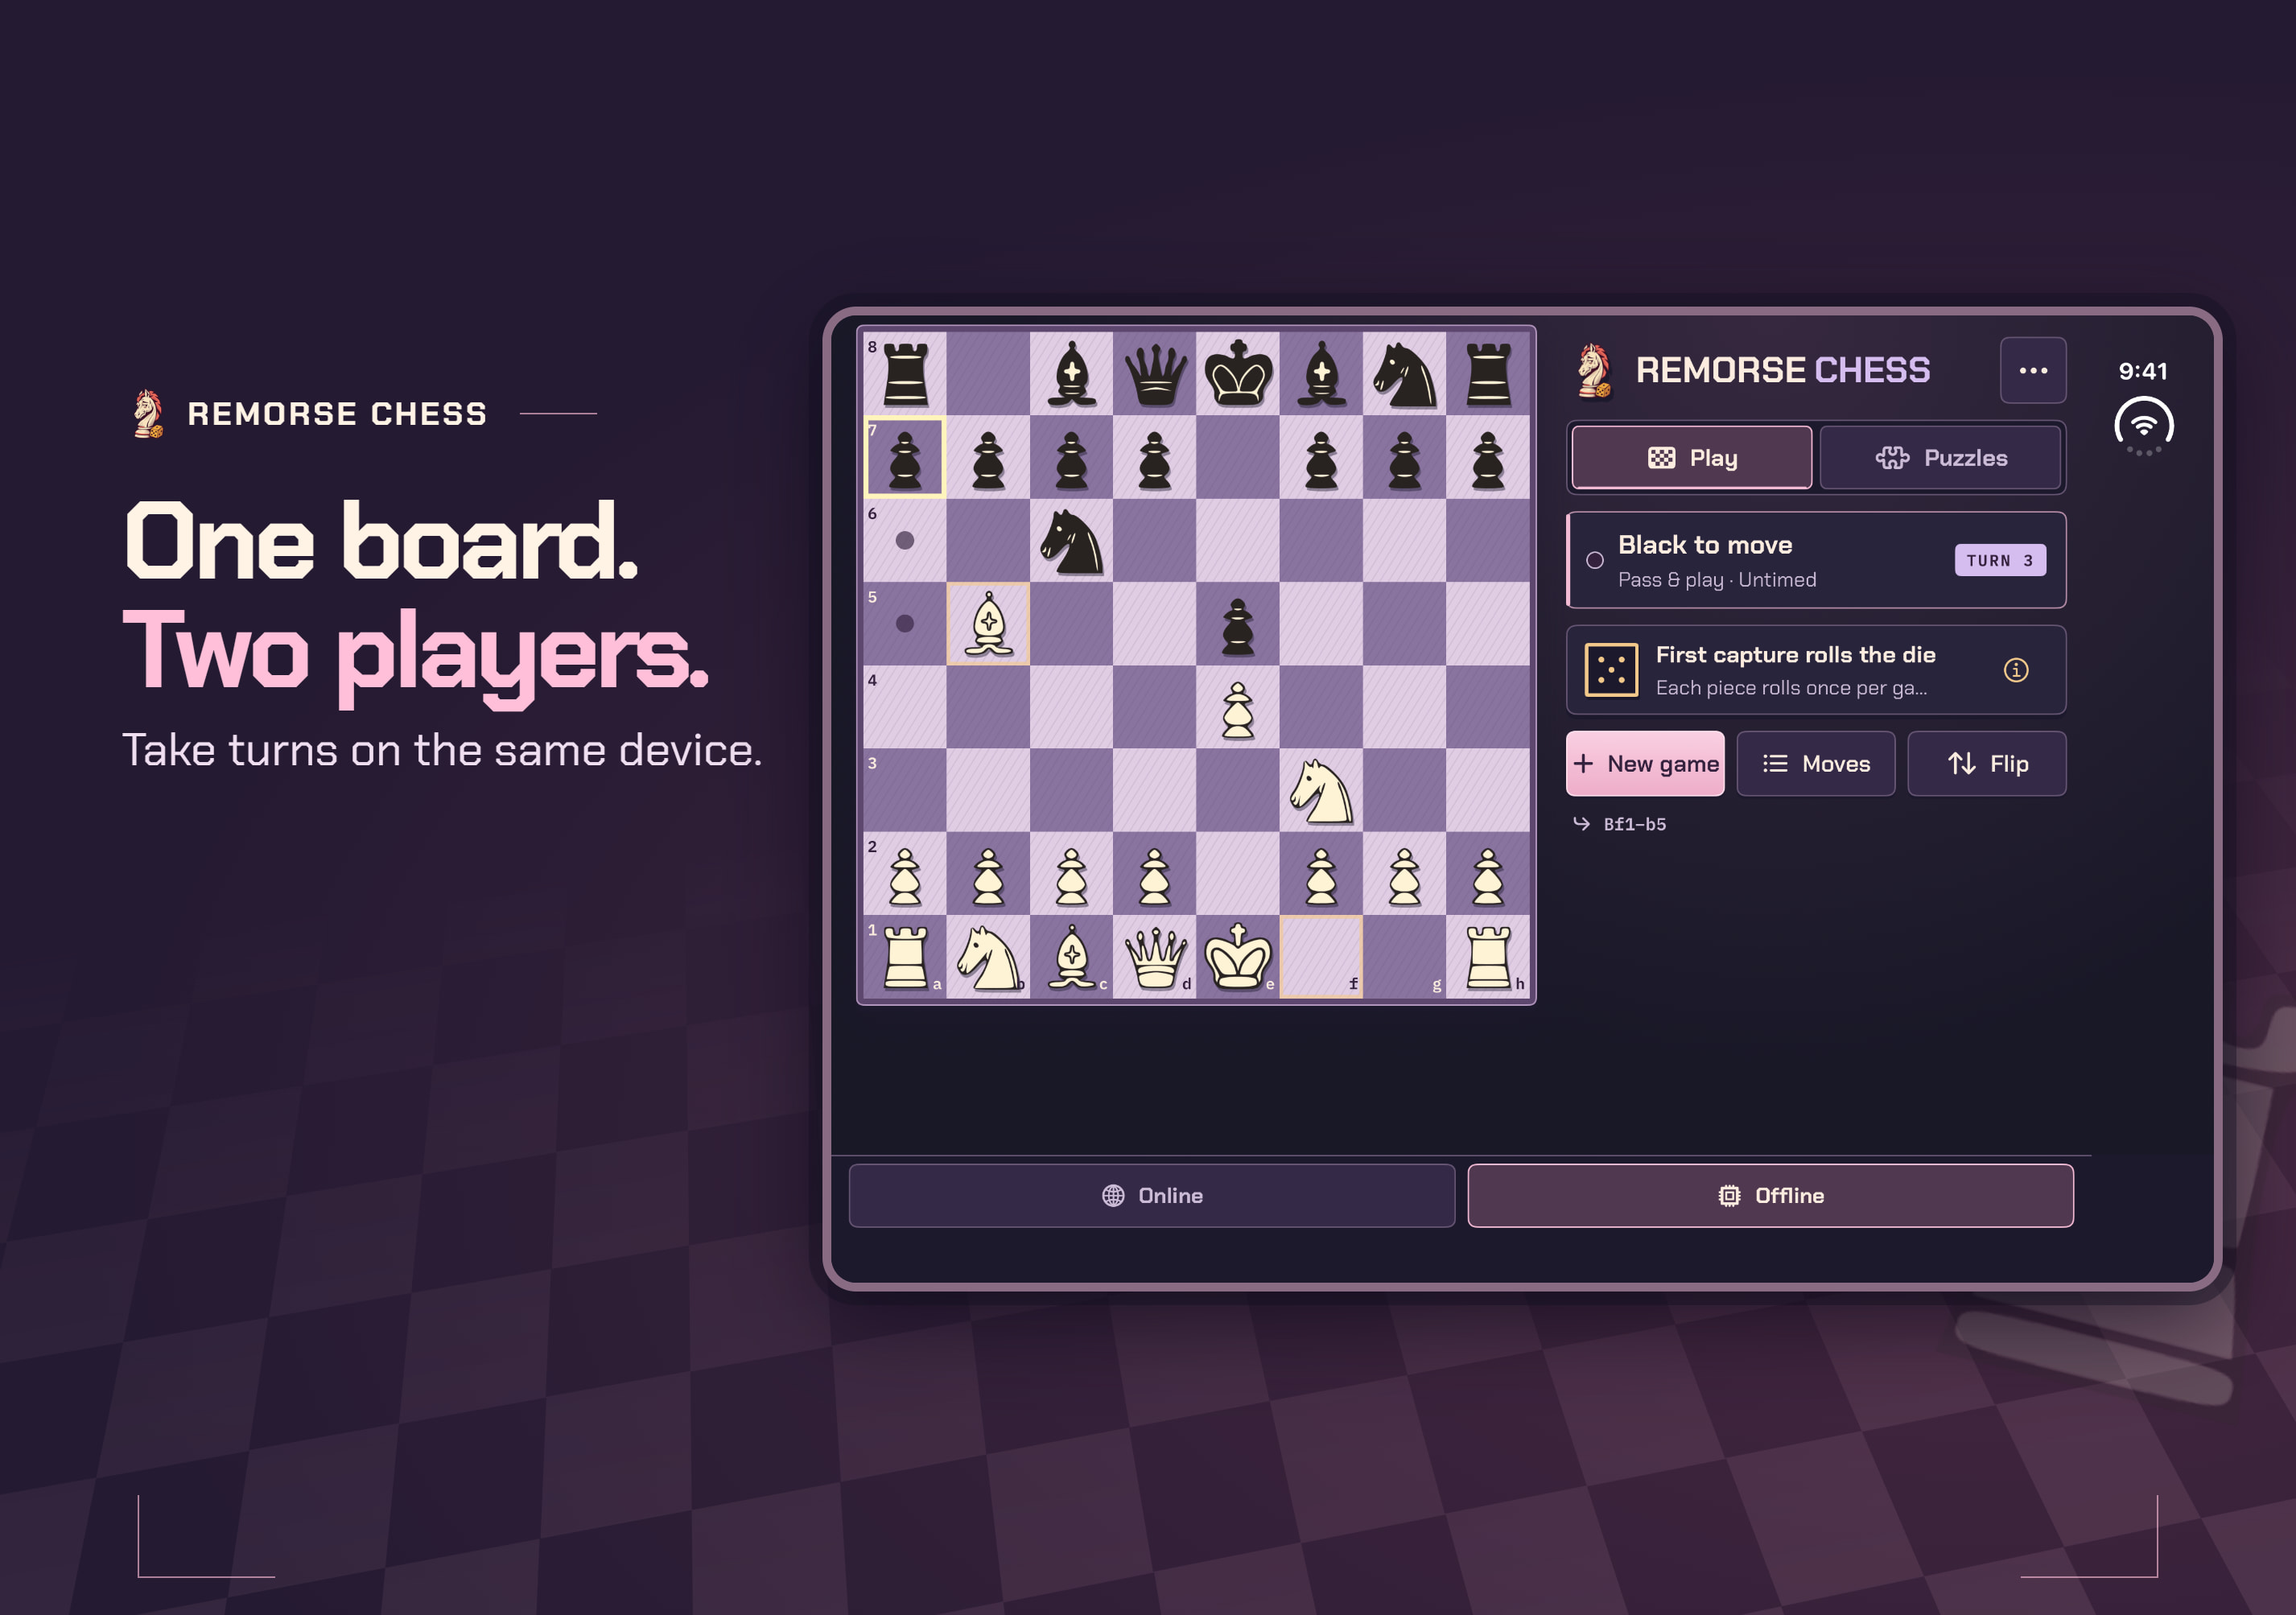 REMORSE CHESS
One board.
Two players.
Take turns on the same device.
8
7
6
5
4
3
2
1
a b c d e f g h
REMORSE CHESS
9:41
Play
Puzzles
Black to move
Pass & play · Untimed
TURN 3
First capture rolls the die
Each piece rolls once per ga...
New game
Moves
Flip
Bf1–b5
Online
Offline